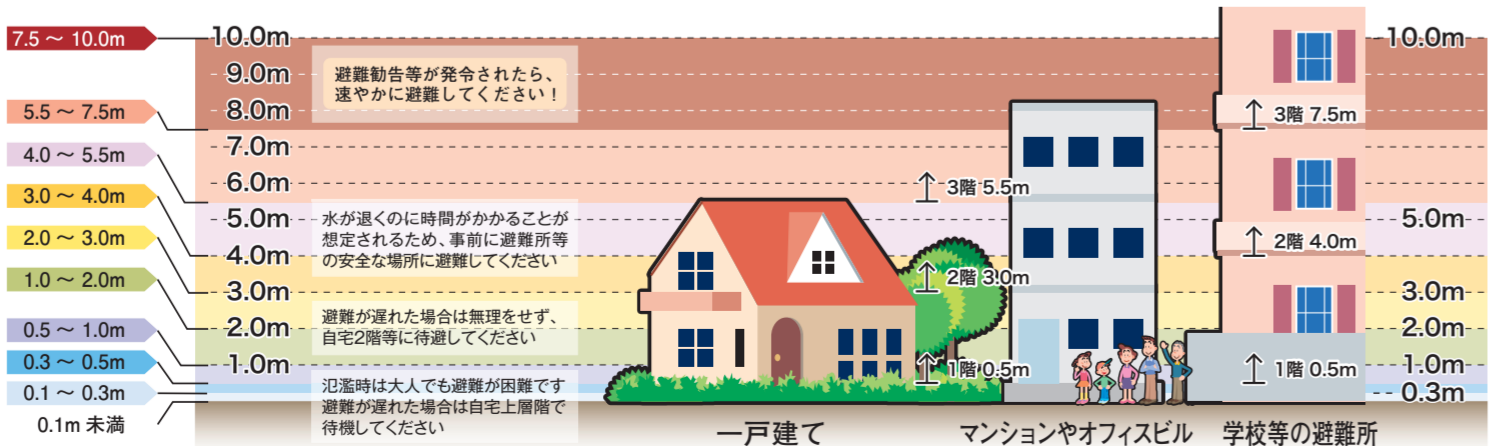 7.5 ～ 10.0m
5.5 ～ 7.5m
4.0 ～ 5.5m
3.0 ～ 4.0m
2.0 ～ 3.0m
1.0 ～ 2.0m
0.5 ～ 1.0m
0.3 ～ 0.5m
0.1 ～ 0.3m
0.1m 未満
10.0m
9.0m
8.0m
7.0m
6.0m
5.0m
4.0m
3.0m
2.0m
1.0m
避難勧告等が発令されたら、
速やかに避難してください！
水が退くのに時間がかかることが
想定されるため、事前に避難所等
の安全な場所に避難してください
避難が遅れた場合は無理をせず、
自宅2階等に待避してください
氾濫時は大人でも避難が困難です
避難が遅れた場合は自宅上層階で
待機してください
3階 5.5m
2階 3.0m
1階 0.5m
3階 7.5m
2階 4.0m
1階 0.5m
10.0m
5.0m
3.0m
2.0m
1.0m
0.3m
一戸建て
マンションやオフィスビル
学校等の避難所